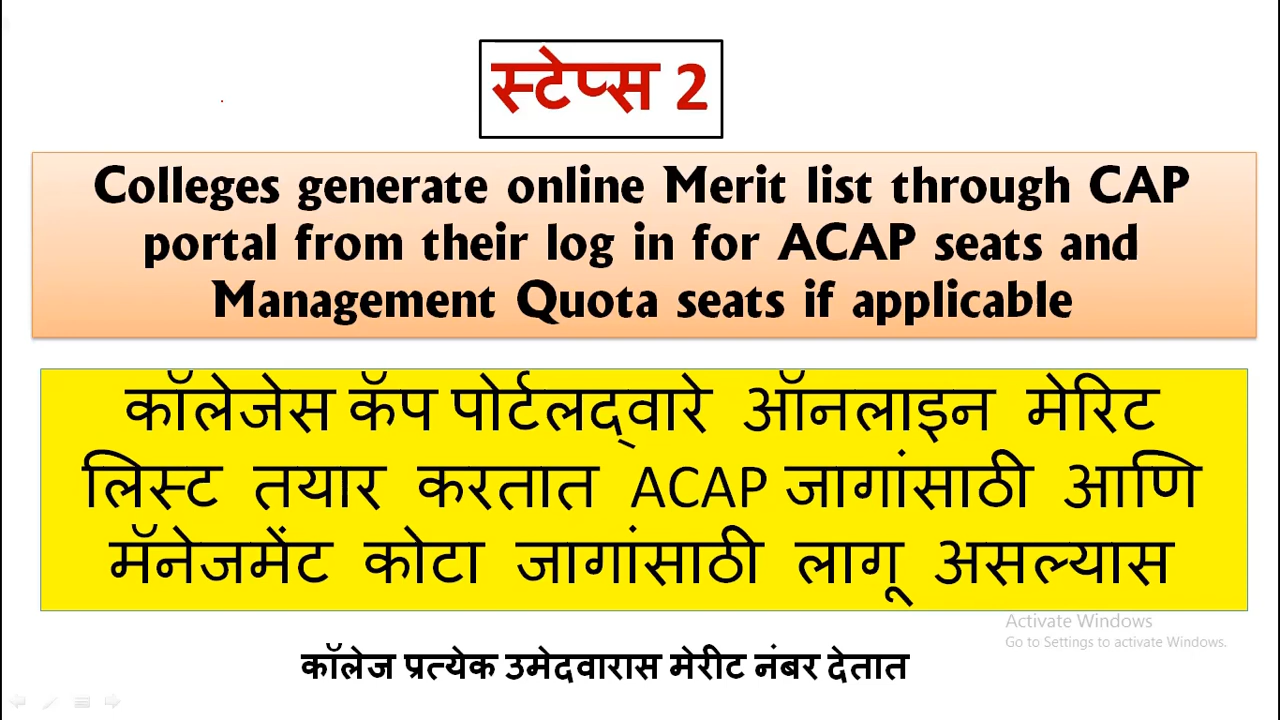 स्टेप्स 2
Colleges generate online Merit list through CAP
portal from their log in for ACAP seats and
Management Quota seats if applicable
कॉलेजेस कॅप पोर्टलद्वारे ऑनलाइन मेरिट
लिस्ट तयार करतात ACAP जागांसाठी आणि
मॅनेजमेंट कोटा जागांसाठी लागू असल्यास
Activate Windows
Go to Settings to activate Windows.
कॉलेज प्रत्येक उमेदवारास मेरीट नंबर देतात